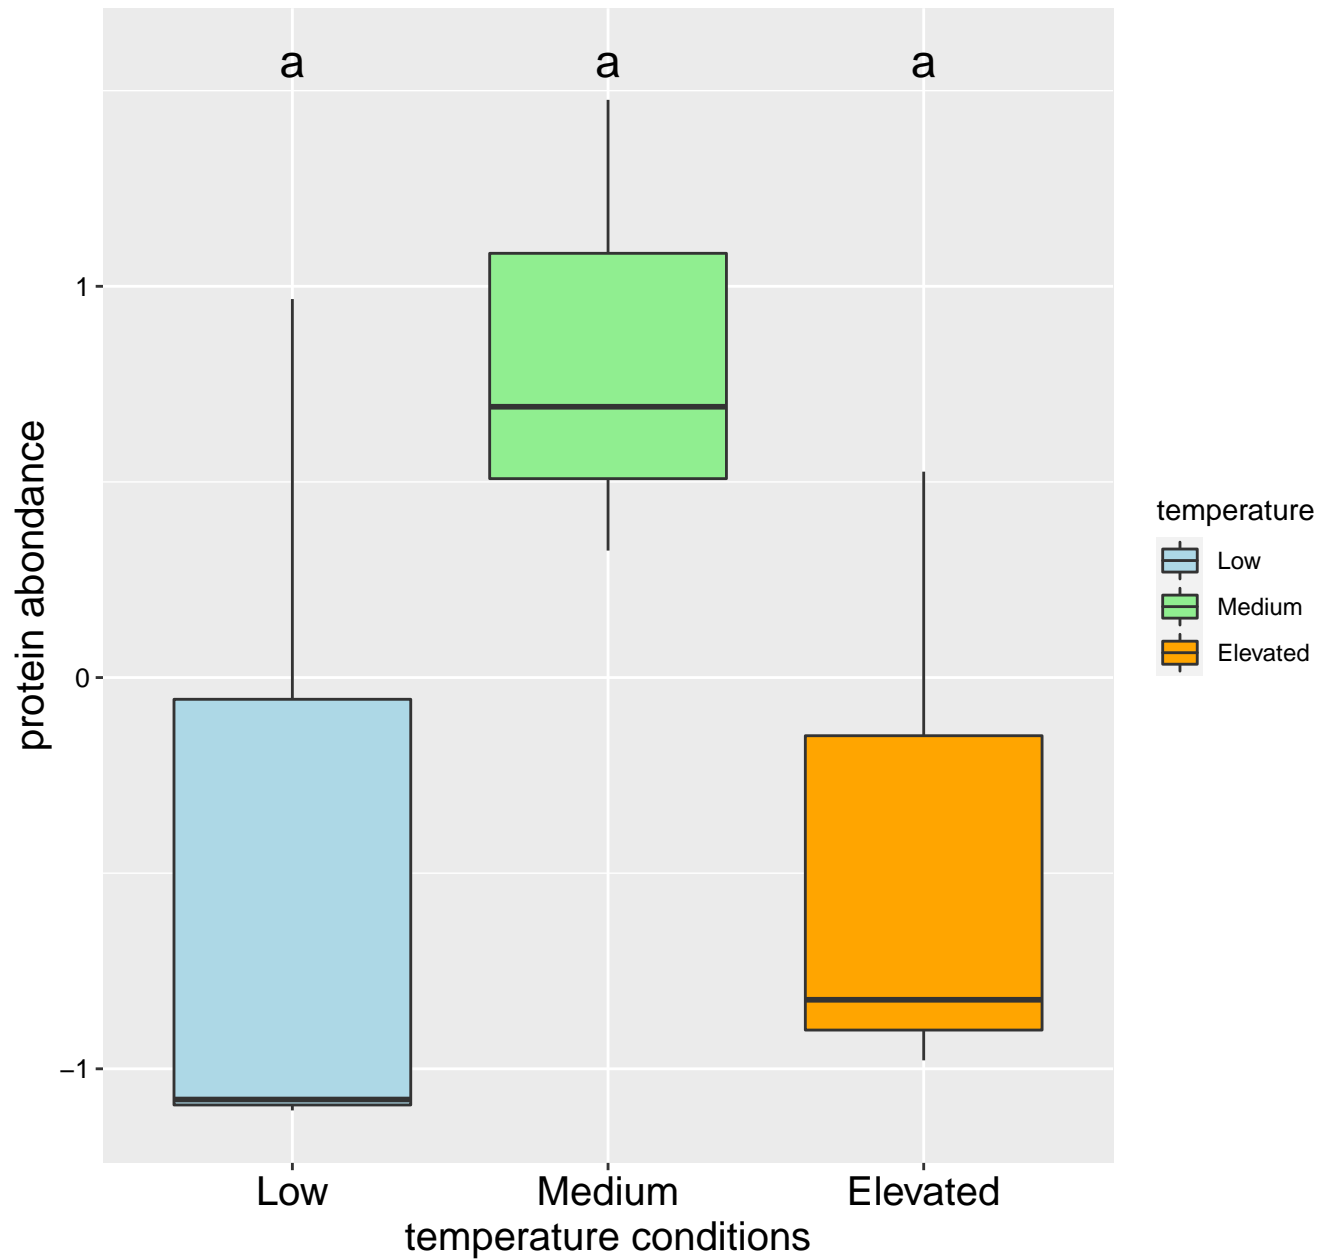 a a a
1
0
−1
protein abondance
Low Medium Elevated
temperature conditions
temperature
Low
Medium
Elevated